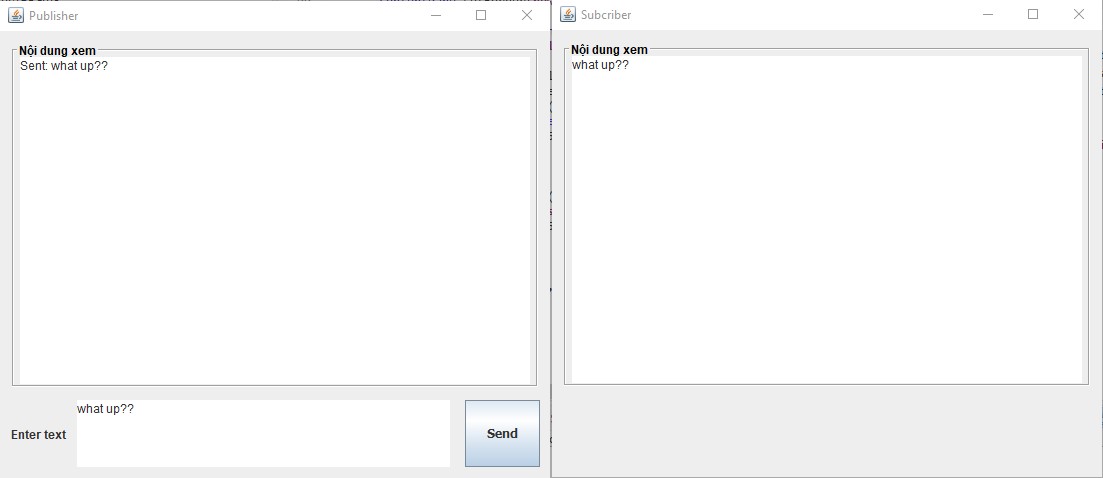 Publisher
Nội dung xem
Sent: what up??
Enter text
what up??
Send
Subcriber
Nội dung xem
what up??